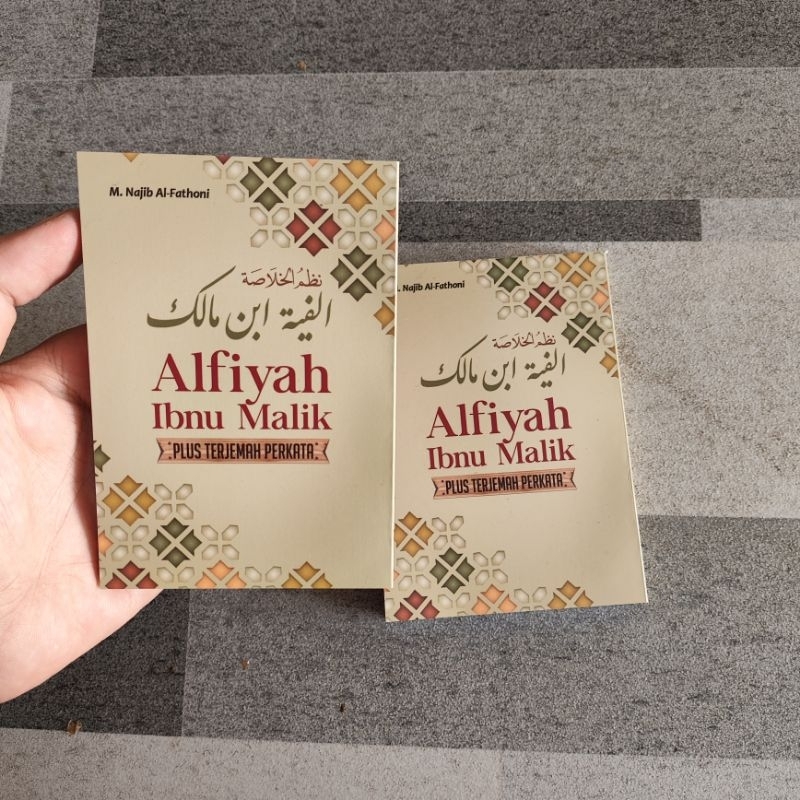 M. Najib Al-Fathoni
نظم الخلاصة
الفية ابن مالك
Alfiyah
Ibnu Malik
PLUS TERJEMAH PERKATA
. Najib Al-Fathoni
نظم الخلاصة
الفية ابن مالك
Alfiyah
Ibnu Malik
PLUS TERJEMAH PERKATA